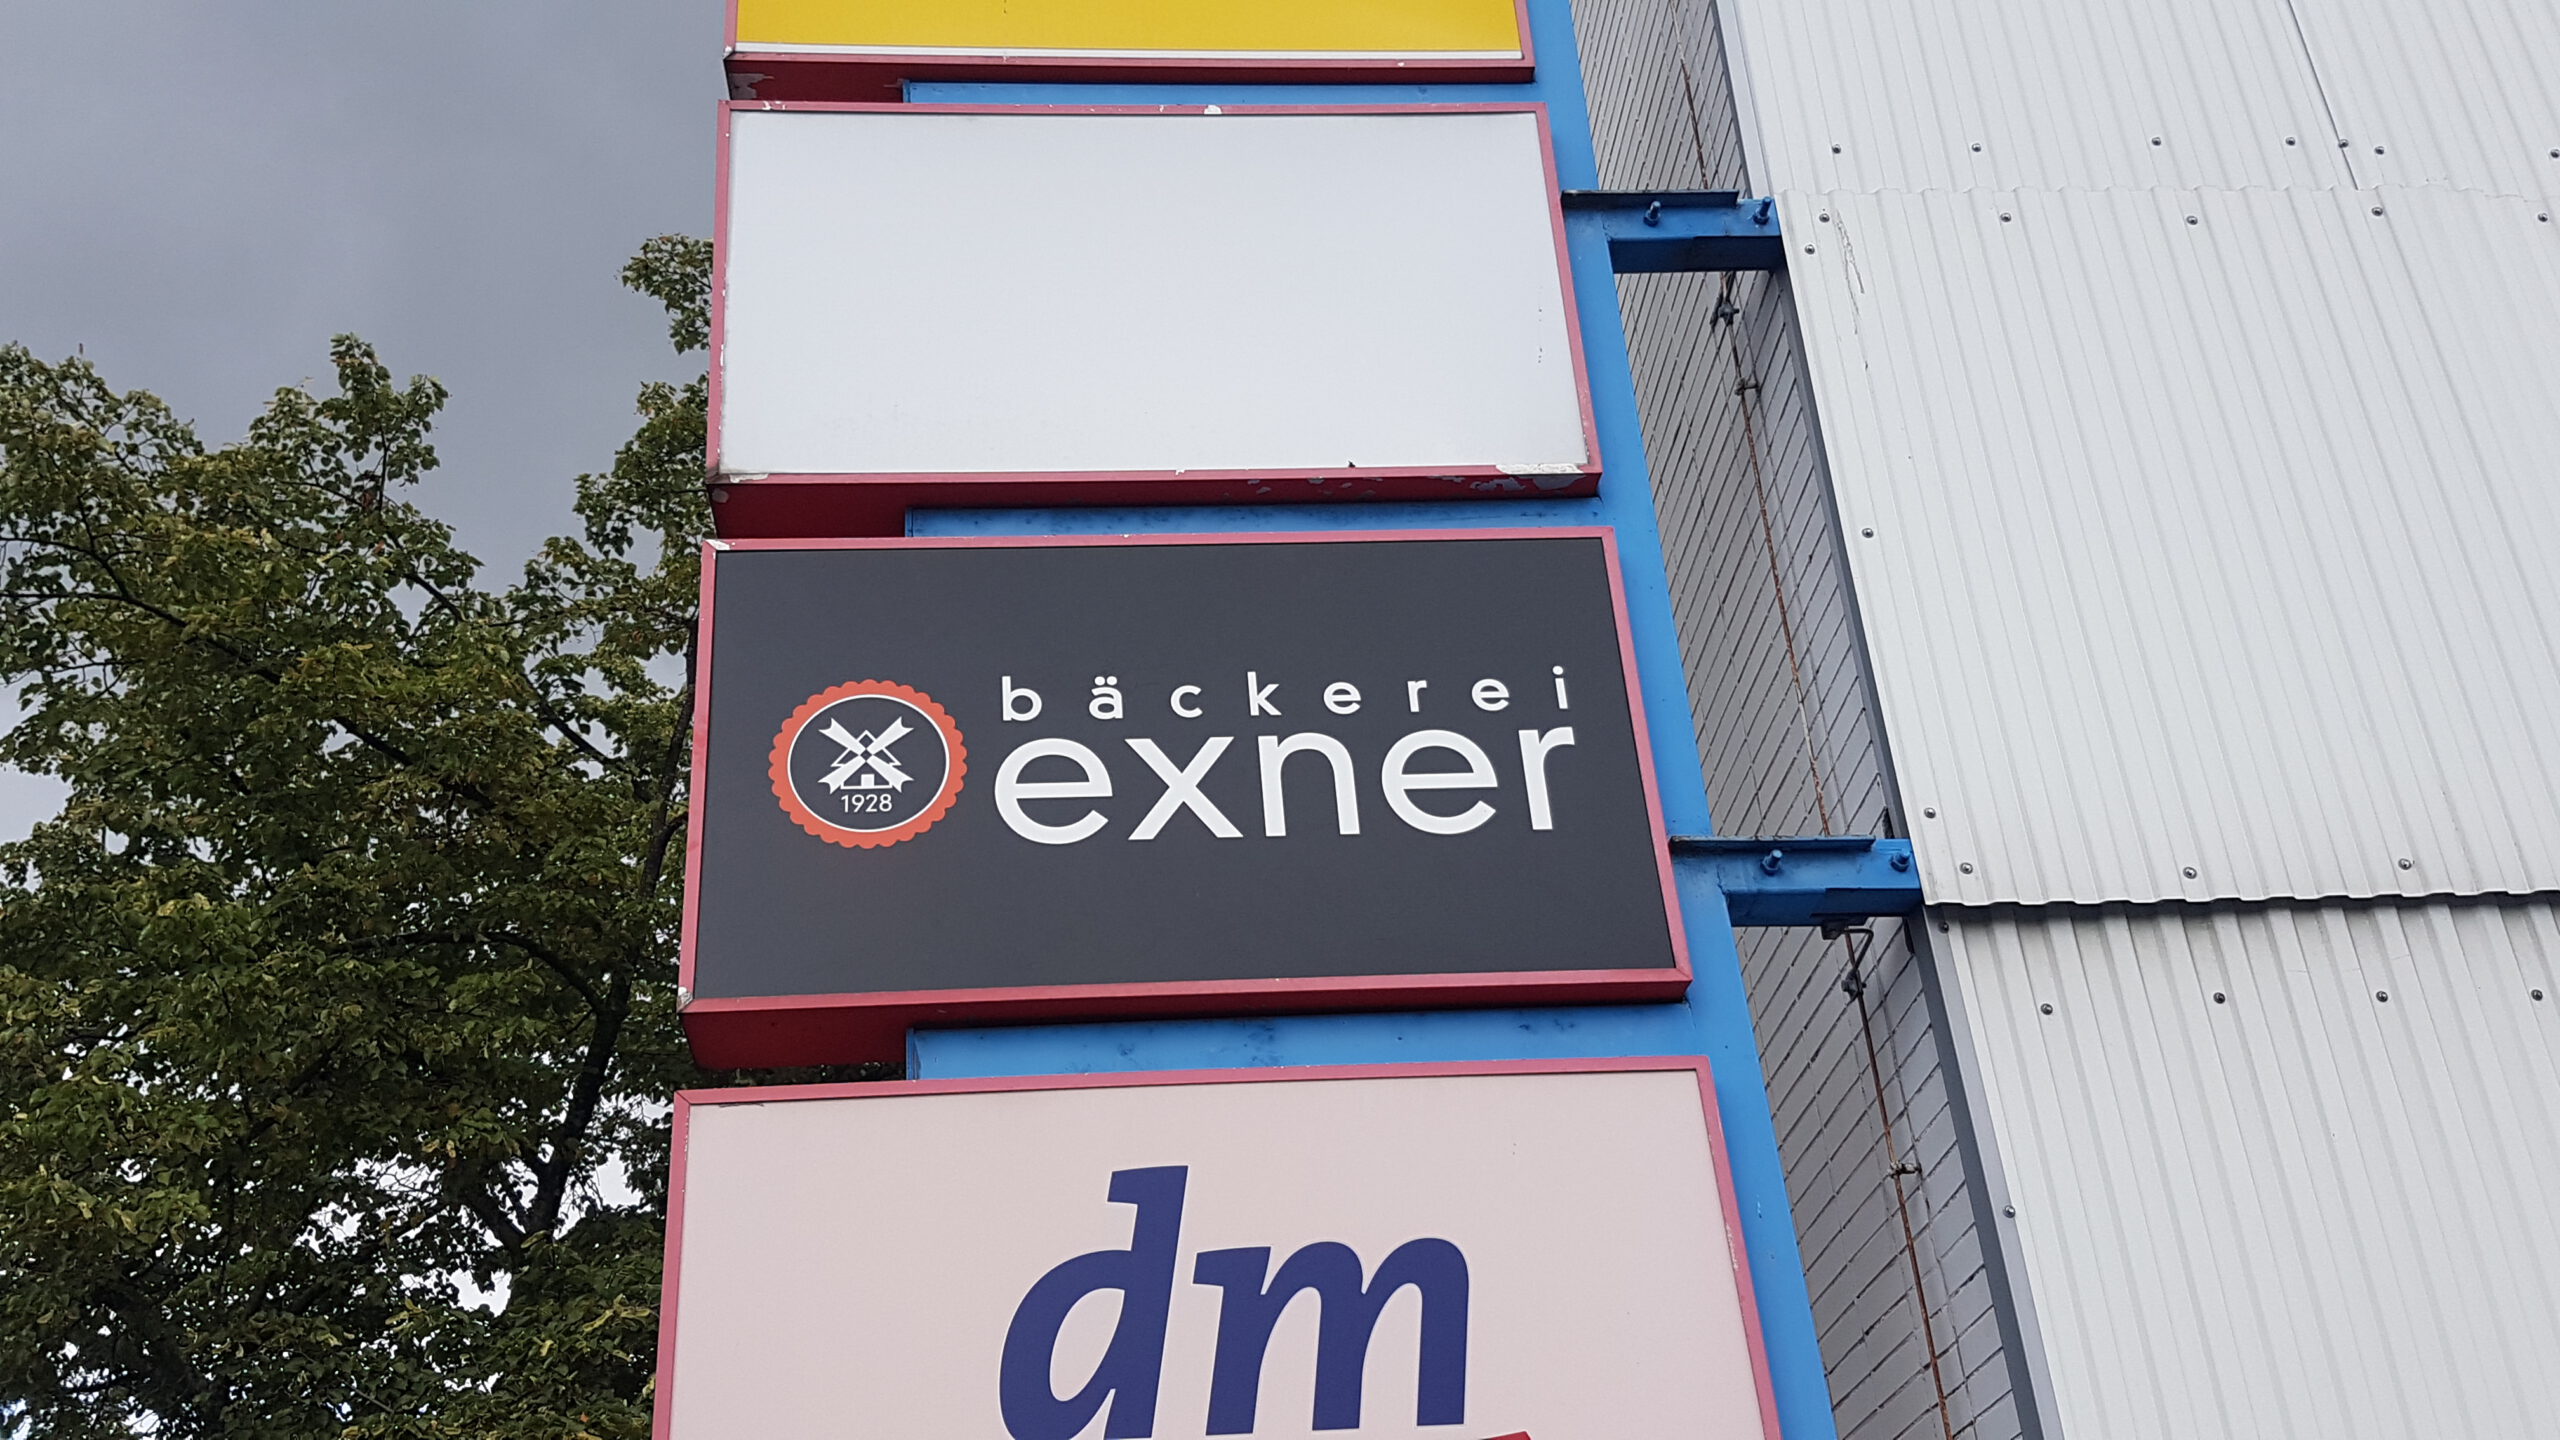 bäckerei
exner
1928
dm